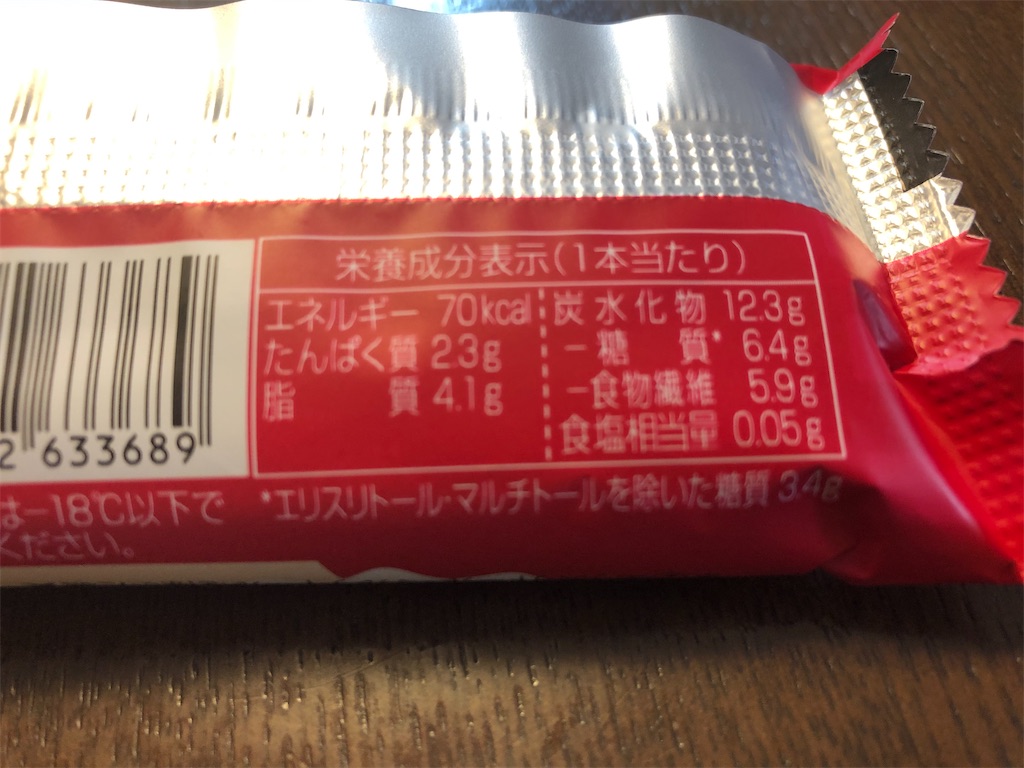 栄養成分表示(1本当たり)
エネルギー 70kcal
たんぱく質 2.3g
脂 質 4.1g
炭水化物 12.3g
-糖 質* 6.4g
-食物繊維 5.9g
食塩相当量 0.05g
*エリスリトール・マルチトールを除いた糖質 3.4g
2 633689
は-18℃以下で
ください。